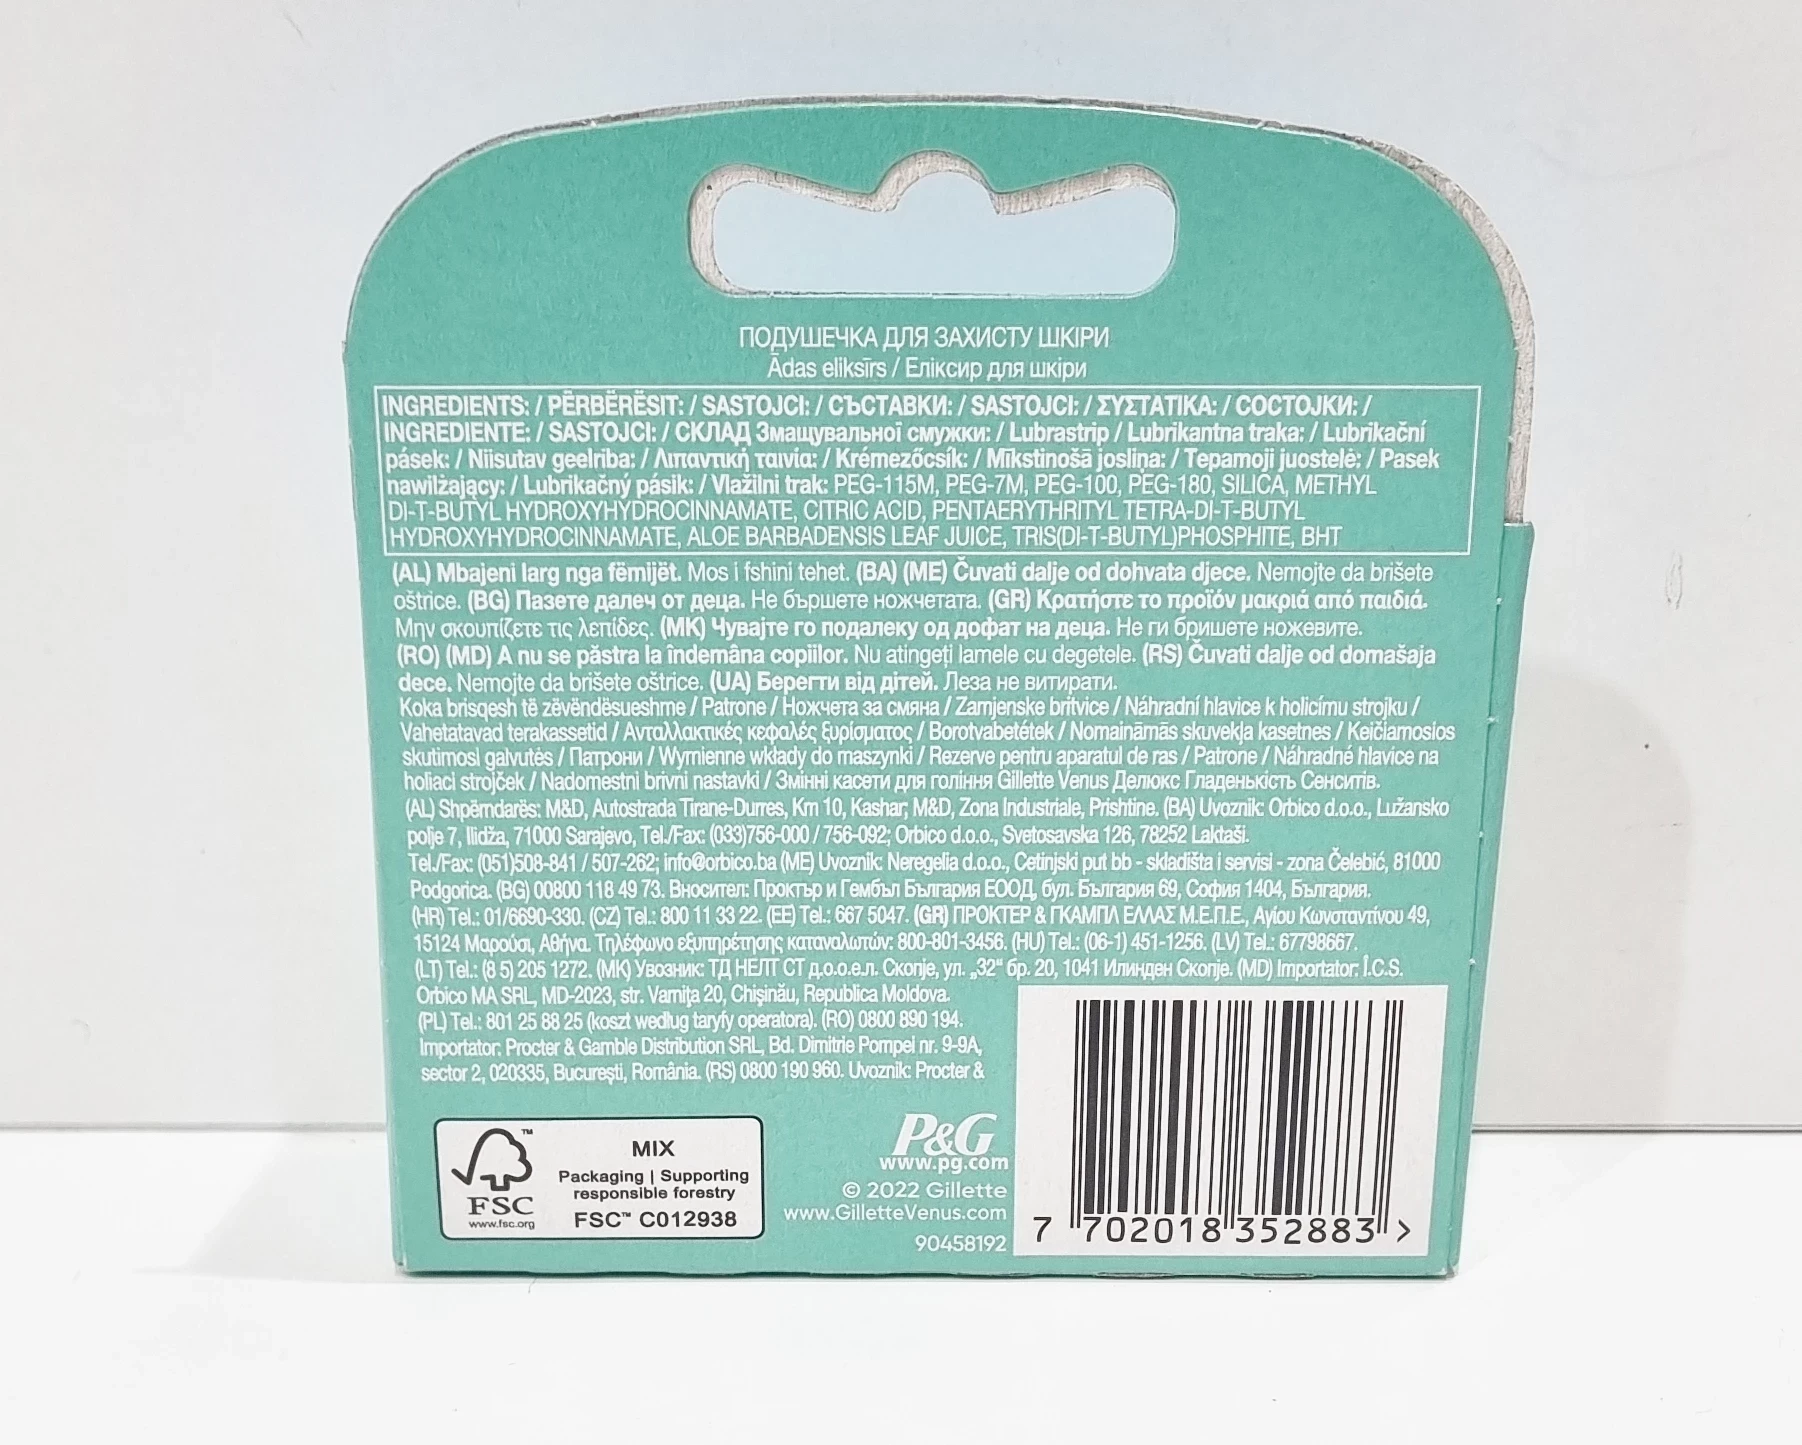 ПОДУШЕЧКА ДЛЯ ЗАХИСТУ ШКІРИ
Ādas eliksīrs / Еліксир для шкіри
INGREDIENTS: / PËRBËRËSIT: / SASTOJCI: / СЪСТАВКИ: / SASTOJCI: / ΣΥΣΤΑΤΙΚΑ: / СОСТОЈКИ: /
INGREDIENTE: / SASTOJCI: / СКЛАД Змащувальної смужки: / Lubrastrip / Lubrikantna traka: / Lubrikační
pásek: / Niisutav geelriba: / Λιπαντική ταινία: / Krémezőcsík: / Mīkstinošā josliņa: / Tepamoji juostelė: / Pasek
nawilżający: / Lubrikačný pásik: / Vlažilni trak: PEG-115M, PEG-7M, PEG-100, PEG-180, SILICA, METHYL
DI-T-BUTYL HYDROXYHYDROCINNAMATE, CITRIC ACID, PENTAERYTHRITYL TETRA-DI-T-BUTYL
HYDROXYHYDROCINNAMATE, ALOE BARBADENSIS LEAF JUICE, TRIS(DI-T-BUTYL)PHOSPHITE, BHT
(AL) Mbajeni larg nga fëmijët. Mos i fshini tehet. (BA) (ME) Čuvati dalje od dohvata djece. Nemojte da brišete
oštrice. (BG) Пазете далеч от деца. Не бършете ножчетата. (GR) Κρατήστε το προϊόν μακριά από παιδιά.
Μην σκουπίζετε τις λεπίδες. (MK) Чувајте го подалеку од дофат на деца. Не ги бришете ножевите.
(RO) (MD) A nu se păstra la îndemâna copiilor. Nu atingeți lamele cu degetele. (RS) Čuvati dalje od domašaja
dece. Nemojte da brišete oštrice. (UA) Берегти від дітей. Леза не витирати.
Koka brisqesh të zëvendësueshme / Patrone / Ножчета за смяна / Zamjenske britvice / Náhradní hlavice k holicímu strojku /
Vahetatavad terakassetid / Ανταλλακτικές κεφαλές ξυρίσματος / Borotvabetétek / Nomaināmās skuvekļa kasetnes / Keičiamosios
skutimosi galvutės / Патрони / Wymienne wkłady do maszynki / Rezerve pentru aparatul de ras / Patrone / Náhradné hlavice na
holiaci strojček / Nadomestni brivni nastavki / Змінні касети для гоління Gillette Venus Делюкс Гладенькість Сенситів.
(AL) Shpërndarës: M&D, Autostrada Tirane-Durres, Km 10, Kashar; M&D, Zona Industriale, Prishtine. (BA) Uvoznik: Orbico d.o.o., Lužansko
polje 7, Ilidža, 71000 Sarajevo, Tel./Fax: (033)756-000 / 756-092; Orbico d.o.o., Svetosavska 126, 78252 Laktaši.
Tel./Fax: (051)508-841 / 507-262; info@orbico.ba (ME) Uvoznik: Neregelia d.o.o., Cetinjski put bb - skladišta i servisi - zona Čelebić, 81000
Podgorica. (BG) 00800 118 49 73. Вносител: Проктър и Гембъл България ЕООД, бул. България 69, София 1404, България.
(HR) Tel.: 01/6690-330. (CZ) Tel.: 800 11 33 22. (EE) Tel.: 667 5047. (GR) ΠΡΟΚΤΕΡ & ΓΚΑΜΠΛ ΕΛΛΑΣ Μ.Ε.Π.Ε., Αγίου Κωνσταντίνου 49,
15124 Μαρούσι, Αθήνα. Τηλέφωνο εξυπηρέτησης καταναλωτών: 800-801-3456. (HU) Tel.: (06-1) 451-1256. (LV) Tel.: 67798667.
(LT) Tel.: (8 5) 205 1272. (MK) Увозник: ТД НЕЛТ СТ д.о.о.е.л. Скопје, ул. „32“ бр. 20, 1041 Илинден Скопје. (MD) Importator: Î.C.S.
Orbico MA SRL, MD-2023, str. Varnița 20, Chișinău, Republica Moldova.
(PL) Tel.: 801 25 88 25 (koszt według taryfy operatora). (RO) 0800 890 194.
Importator: Procter & Gamble Distribution SRL, Bd. Dimitrie Pompei nr. 9-9A,
sector 2, 020335, București, România. (RS) 0800 190 960. Uvoznik: Procter &
FSC
www.fsc.org
MIX
Packaging | Supporting
responsible forestry
FSC™ C012938
P&G
www.pg.com
© 2022 Gillette
www.GilletteVenus.com
90458192
7 702018 352883 >